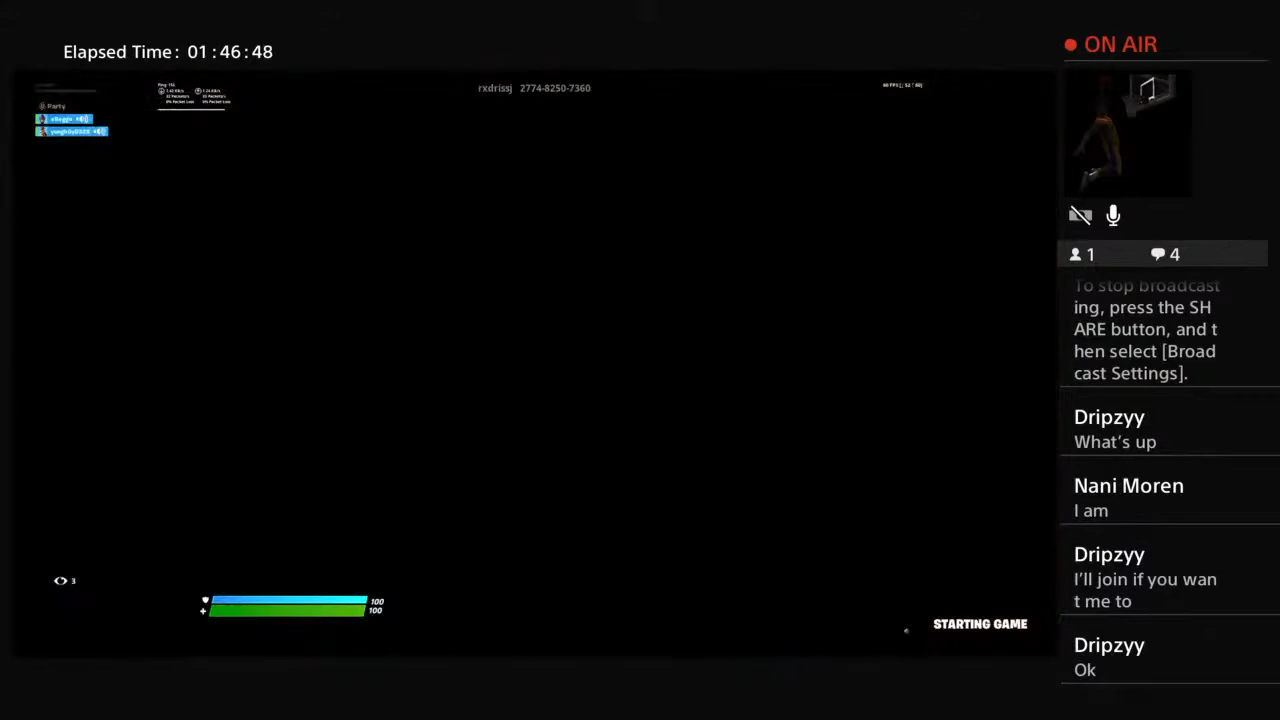 Elapsed Time: 01:46:48
ON AIR
rxdrissj 2774-8250-7360
Party
1
4
To stop broadcast
ing, press the SH
ARE button, and t
hen select [Broad
cast Settings].
Dripzyy
What's up
Nani Moren
I am
Dripzyy
I'll join if you wan
t me to
Dripzyy
Ok
3
100
100
STARTING GAME